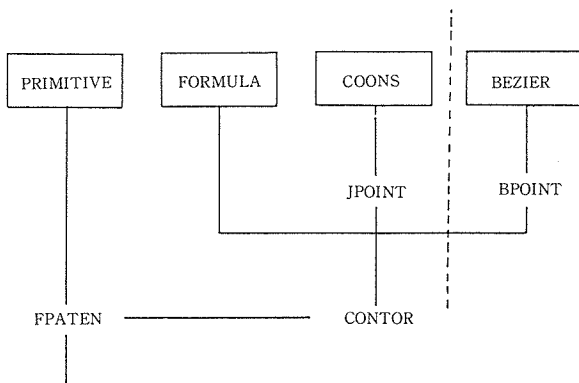 PRIMITIVE FORMULA COONS BEZIER
JPOINT BPOINT
FPATEN CONTOR